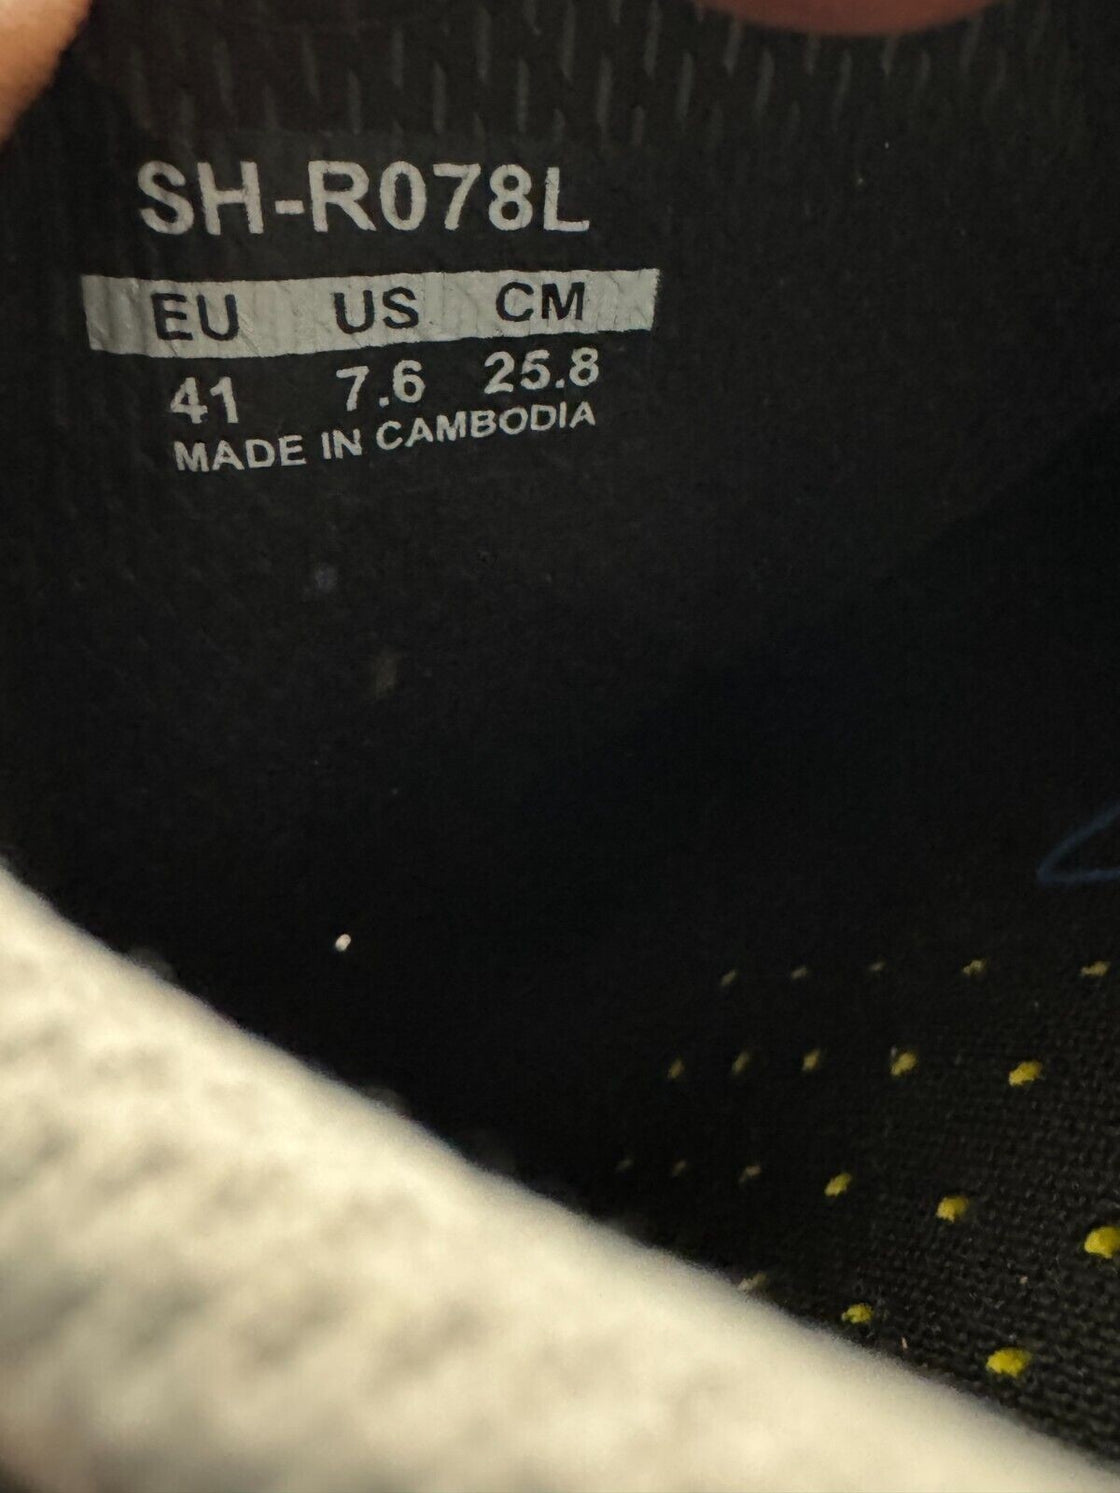 SH-R078L
EU US CM
41 7.6 25.8
MADE IN CAMBODIA